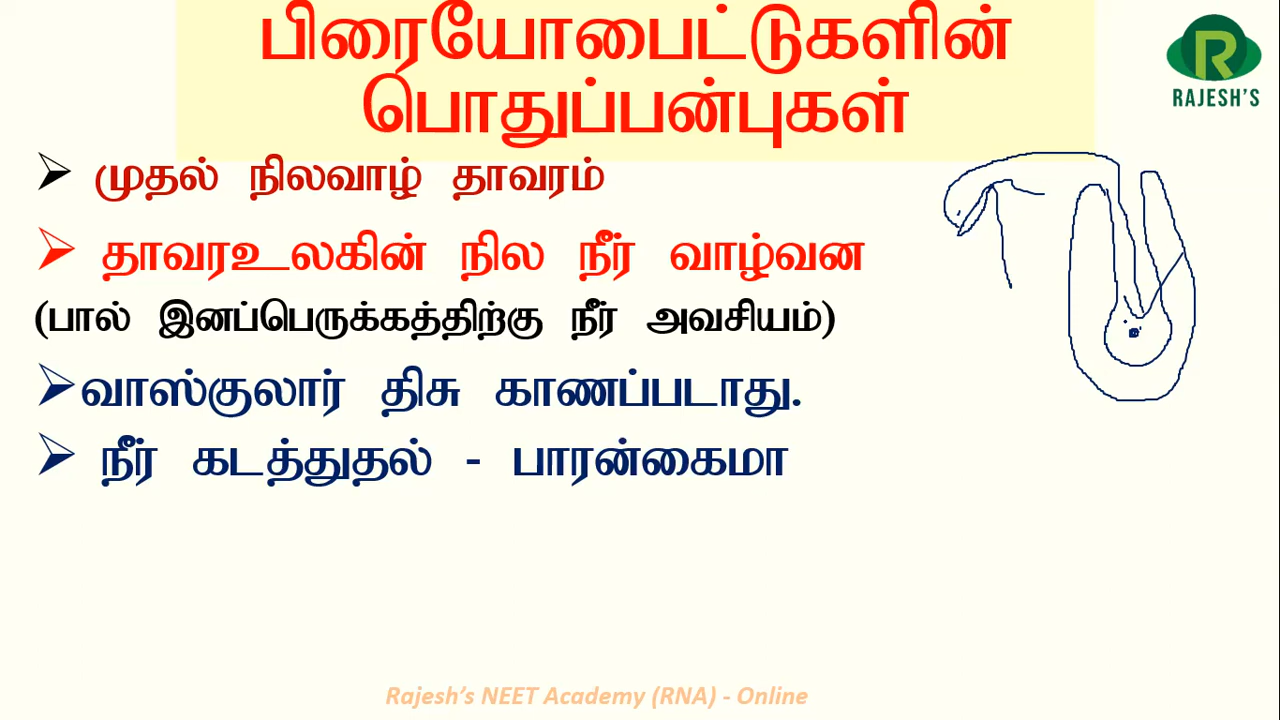 பிரையோபைட்டுகளின்
பொதுப்பன்புகள்
RAJESH'S
முதல் நிலவாழ் தாவரம்
தாவரஉலகின் நில நீர் வாழ்வன
(பால் இனப்பெருக்கத்திற்கு நீர் அவசியம்)
வாஸ்குலார் திசு காணப்படாது.
நீர் கடத்துதல் - பாரன்கைமா
Rajesh's NEET Academy (RNA) - Online